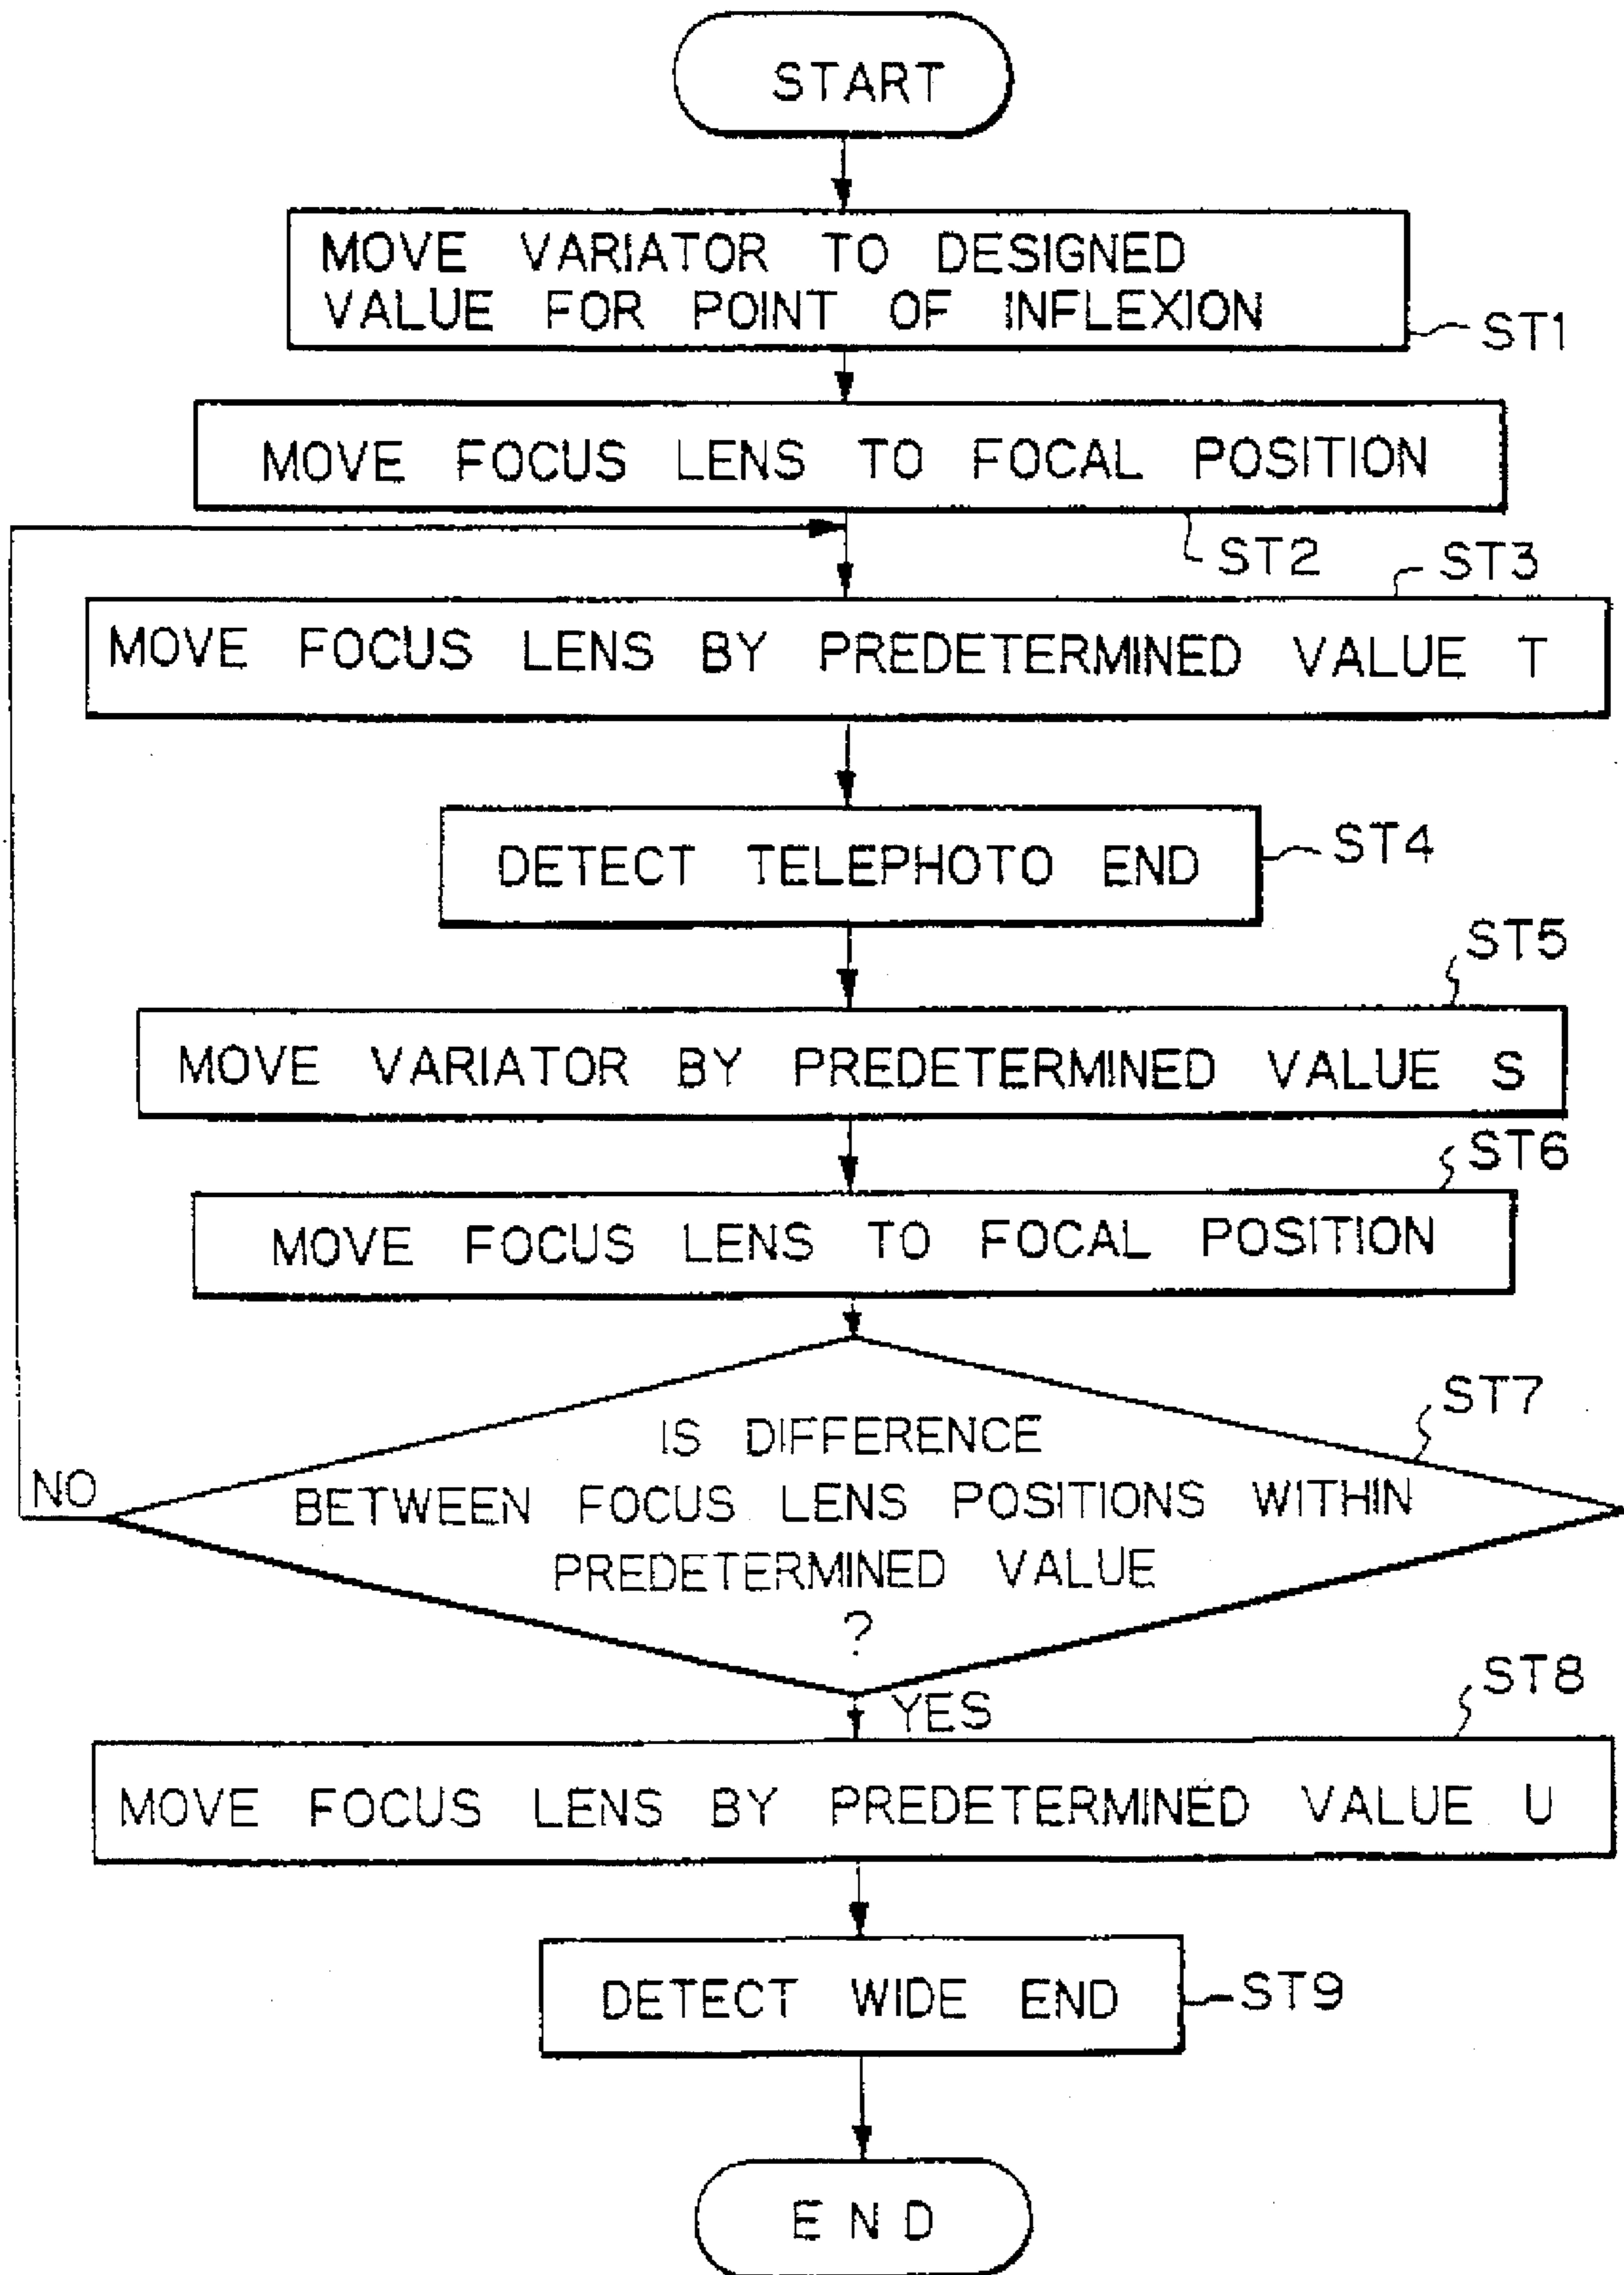 START
MOVE VARIATOR TO DESIGNED
VALUE FOR POINT OF INFLEXION
ST1
MOVE FOCUS LENS TO FOCAL POSITION
ST2
ST3
MOVE FOCUS LENS BY PREDETERMINED VALUE T
DETECT TELEPHOTO END
ST4
ST5
MOVE VARIATOR BY PREDETERMINED VALUE S
ST6
MOVE FOCUS LENS TO FOCAL POSITION
ST7
IS DIFFERENCE
NO
BETWEEN FOCUS LENS POSITIONS WITHIN
PREDETERMINED VALUE
?
ST8
YES
MOVE FOCUS LENS BY PREDETERMINED VALUE U
DETECT WIDE END
ST9
END